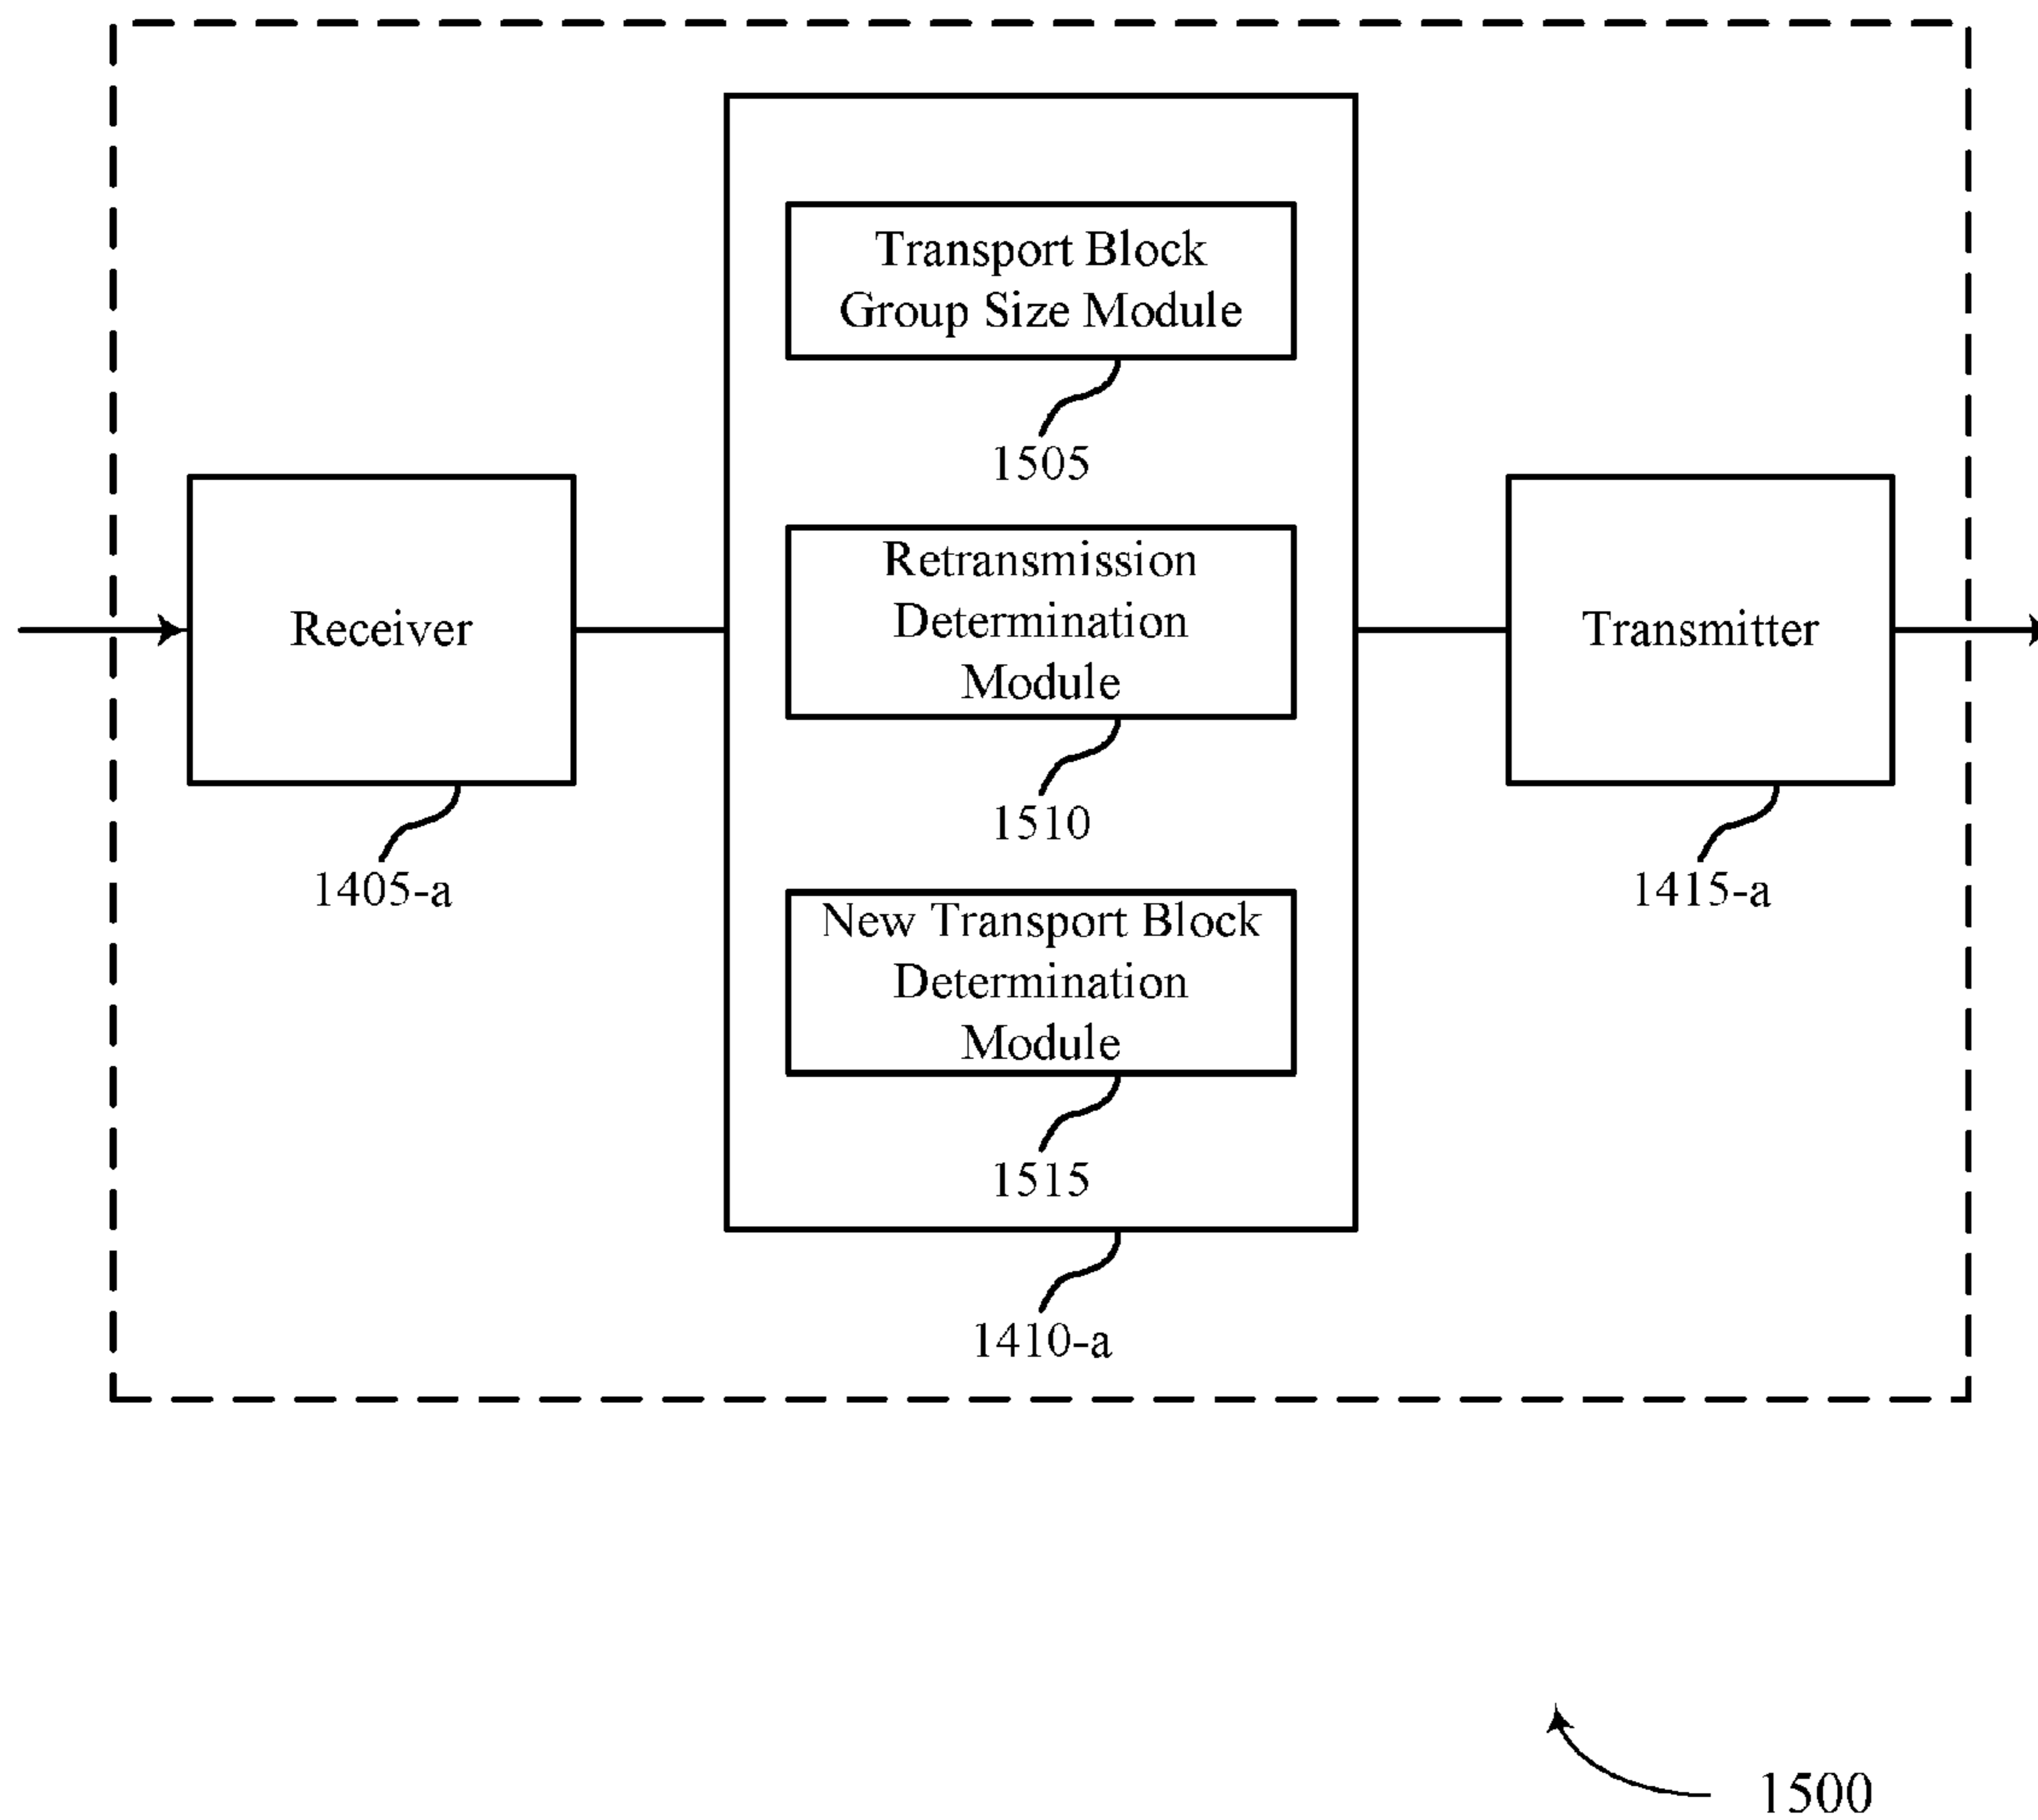 Transport Block
Group Size Module
1505
Receiver
1405-a
Retransmission
Determination
Module
1510
Transmitter
1415-a
New Transport Block
Determination
Module
1515
1410-a
1500